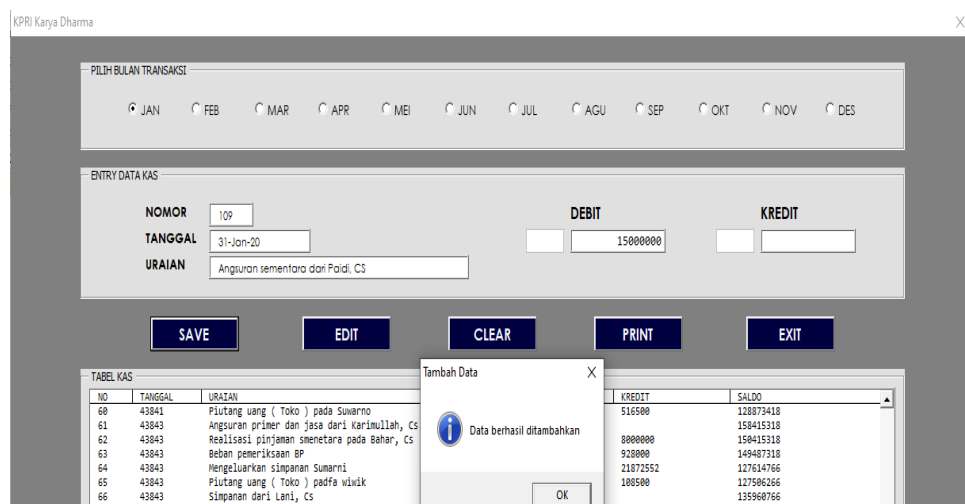 KPRI Karya Dharma X
PILIH BULAN TRANSAKSI
JAN FEB MAR APR MEI JUN JUL AGU SEP OKT NOV DES
ENTRY DATA KAS
NOMOR 109 DEBIT KREDIT
TANGGAL 31-Jan-20 15000000
URAIAN Angsuran sementara dari Paidi, CS
SAVE EDIT CLEAR PRINT EXIT
Tambah Data X
Data berhasil ditambahkan
OK
TABEL KAS
NO TANGGAL URAIAN KREDIT SALDO
60 43841 Piutang uang ( Toko ) pada Suwarno 516500 128873418
61 43843 Angsuran primer dan jasa dari Karimullah, Cs 158415318
62 43843 Realisasi pinjaman smenetara pada Bahar, Cs 8000000 150415318
63 43843 Beban pemeriksaan BP 928000 149487318
64 43843 Mengeluarkan simpanan Sumarni 21872552 127614766
65 43843 Piutang uang ( Toko ) padfa wiwik 108500 127506266
66 43843 Simpanan dari Lani, Cs 135960766